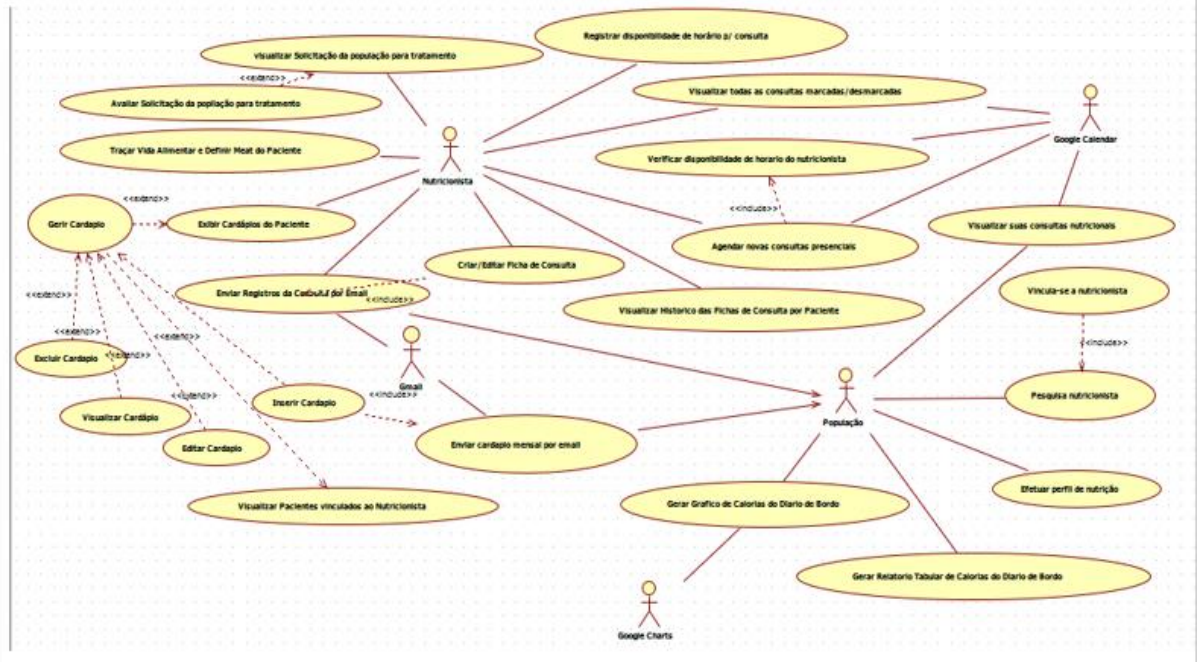 Registrar disponibilidade de horário p/ consulta
visualizar Solicitação da população para tratamento
<<extend>>
Avaliar Solicitação da popilação para tratamento
Visualizar todas as consultas marcadas/desmarcadas
Google Calendar
Traçar Vida Alimentar e Definir Meat do Paciente
Nutricionista
Verificar disponibilidade de horario do nutricionista
<<extend>>
<<include>>
Gerir Cardapio
Exibir Cardápios do Paciente
Visualizar suas consultas nutricionais
Agendar novas consultas presenciais
Criar/Editar Ficha de Consulta
Enviar Registros da Consulta por Email
<<include>>
Vincula-se a nutricionista
Visualizar Historico das Fichas de Consulta por Paciente
<<extend>>
<<extend>>
<<extend>>
<<extend>>
<<include>>
Excluir Cardapio
Gmail
<<extend>>
<<include>>
Inserir Cardapio
Visualizar Cardápio
Pesquisa nutricionista
População
Editar Cardapio
Enviar cardapio mensal por email
Visualizar Pacientes vinculados ao Nutricionista
Gerar Grafico de Calorias do Diario de Bordo
Efetuar perfil de nutrição
Gerar Relatorio Tabular de Calorias do Diario de Bordo
Google Charts